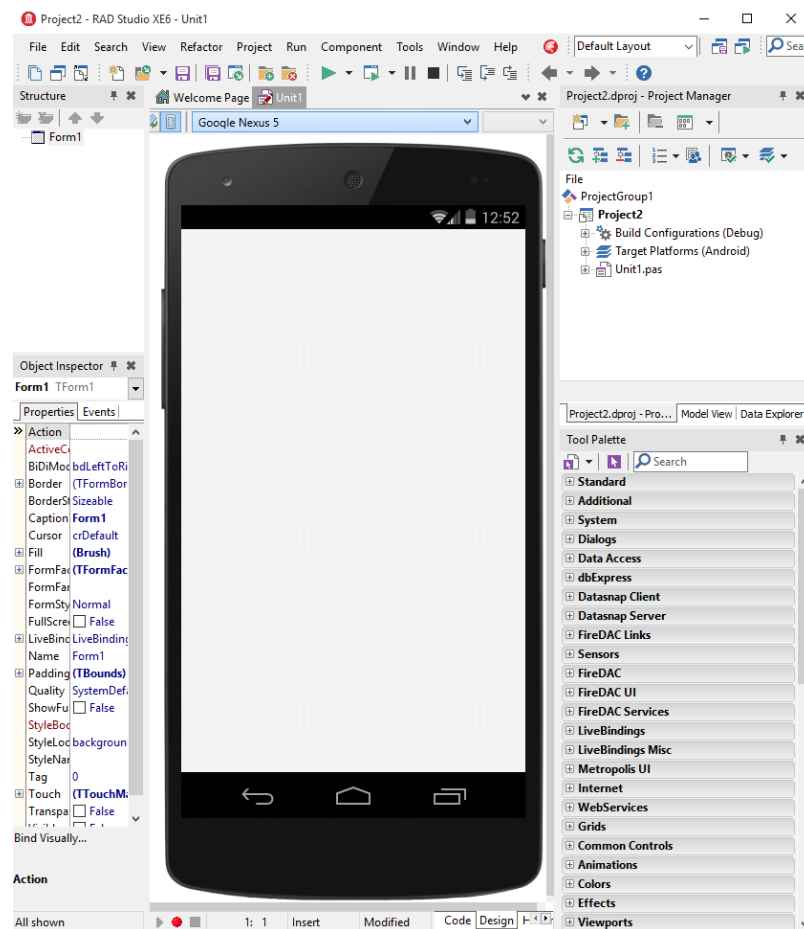 Project2 - RAD Studio XE6 - Unit1
File Edit Search View Refactor Project Run Component Tools Window Help
Default Layout
Sea
Structure
Form1
Welcome Page
Unit1
Google Nexus 5
12:52
Object Inspector
Form1 TForm1
Properties Events
Action
ActiveC
BiDiMod bdLeftToRi
Border (TFormBor
BorderSt Sizeable
Caption Form1
Cursor crDefault
Fill (Brush)
FormFac (TFormFac
FormFar
FormSty Normal
FullScree False
LiveBind LiveBinding
Name Form1
Padding (TBounds)
Quality SystemDefa
ShowFu False
StyleBoo
StyleLoo backgroun
StyleNar
Tag 0
Touch (TTouchMa
Transpa False
Bind Visually...
Action
All shown
1: 1 Insert Modified Code Design
Project2.dproj - Project Manager
File
ProjectGroup1
Project2
Build Configurations (Debug)
Target Platforms (Android)
Unit1.pas
Project2.dproj - Pro... Model View Data Explorer
Tool Palette
Search
Standard
Additional
System
Dialogs
Data Access
dbExpress
Datasnap Client
Datasnap Server
FireDAC Links
Sensors
FireDAC
FireDAC UI
FireDAC Services
LiveBindings
LiveBindings Misc
Metropolis UI
Internet
WebServices
Grids
Common Controls
Animations
Colors
Effects
Viewports